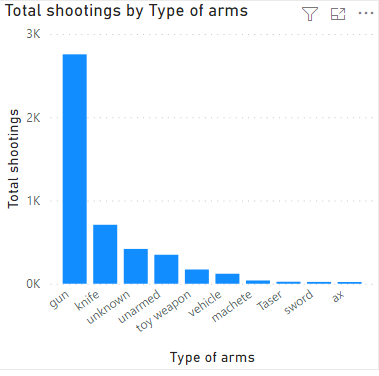 Total shootings by Type of arms
Total shootings
3K
2K
1K
0K
gun
knife
unknown
unarmed
toy weapon
vehicle
machete
Taser
sword
ax
Type of arms